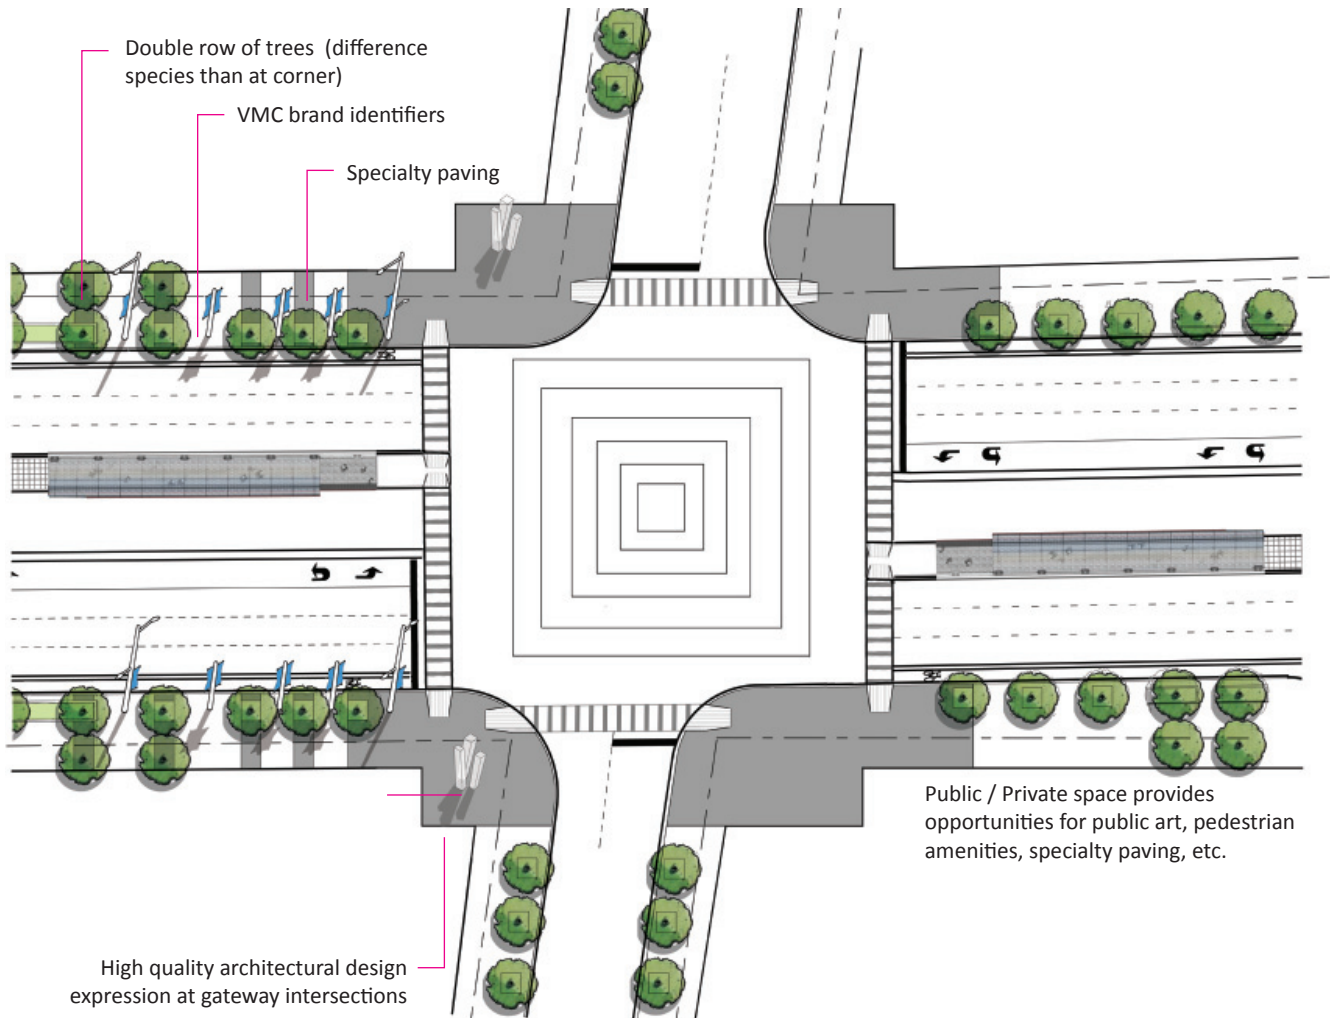 Double row of trees  (difference
species than at corner)
VMC brand identifiers
Specialty paving
Public / Private space provides
opportunities for public art, pedestrian
amenities, specialty paving, etc.
High quality architectural design
expression at gateway intersections